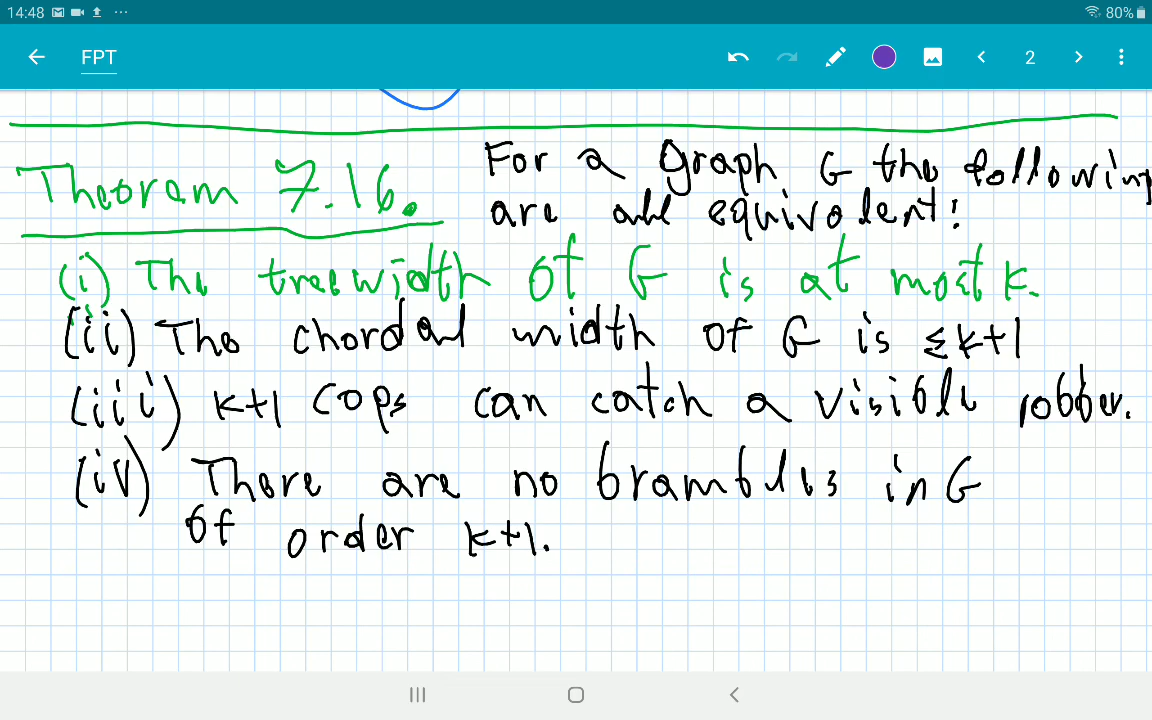 14:48 80%
FPT 2
Theorem 7.16. For a graph G the following
are all equivalent:
(i) The treewidth of G is at most k.
(ii) The chordal width of G is ≤ k+1
(iii) k+1 cops can catch a visible robber.
(iv) There are no brambles in G
of order k+1.